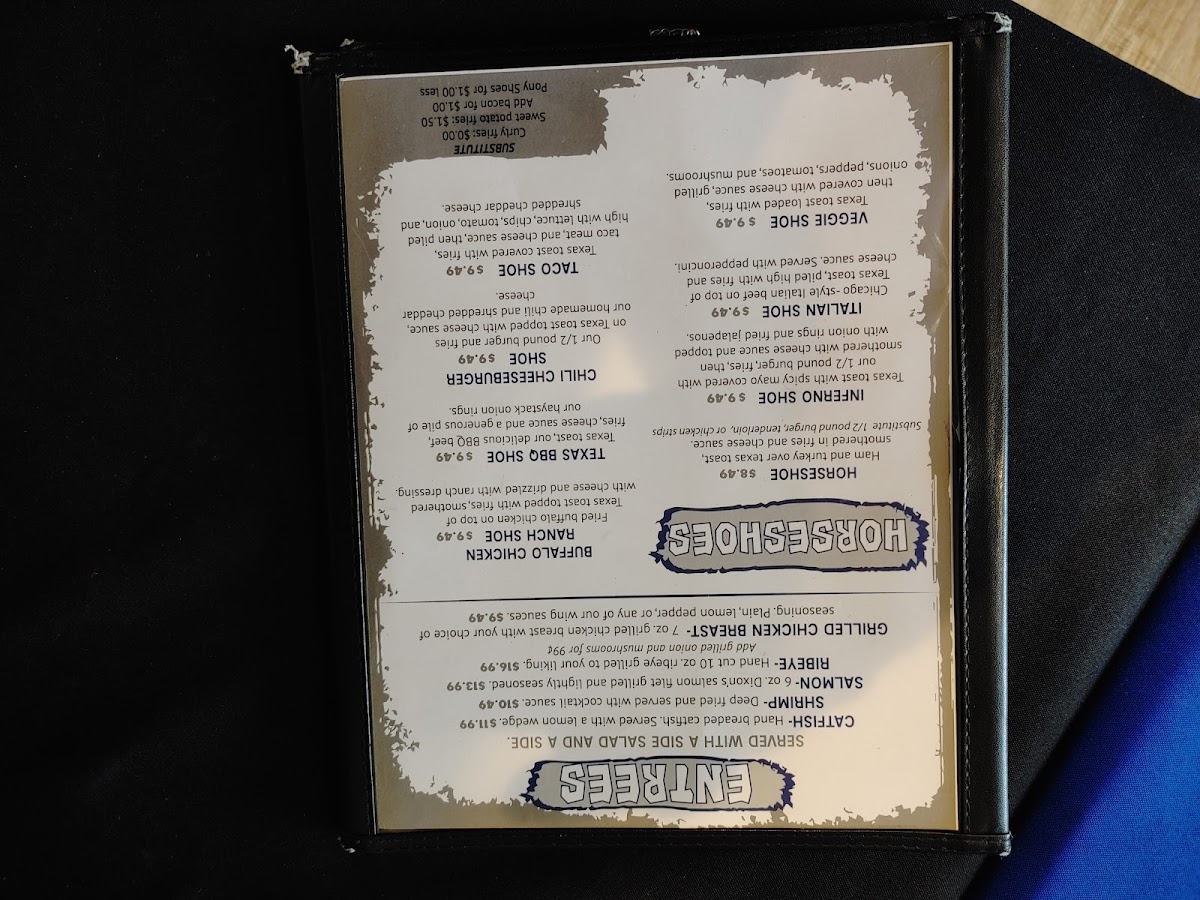 ENTREES
SERVED WITH A SIDE SALAD AND A SIDE.
CATFISH- Hand breaded catfish. Served with a lemon wedge. $11.99
SHRIMP- Deep fried and served with cocktail sauce. $10.49
SALMON- 6 oz. Dixon's salmon filet grilled and lightly seasoned. $13.99
RIBEYE- Hand cut 10 oz. ribeye grilled to your liking. $16.99
Add grilled onion and mushrooms for 99¢
GRILLED CHICKEN BREAST- 7 oz. grilled chicken breast with your choice of
seasoning. Plain, lemon pepper, or any of our wing sauces. $9.49
HORSESHOES
HORSESHOE $8.49
Ham and turkey over texas toast,
smothered in fries and cheese sauce.
Substitute 1/2 pound burger, tenderloin, or chicken strips
INFERNO SHOE $9.49
Texas toast with spicy mayo covered with
our 1/2 pound burger, fries, then
smothered with cheese sauce and topped
with onion rings and fried jalapenos.
ITALIAN SHOE $9.49
Chicago -style Italian beef on top of
Texas toast, piled high with fries and
cheese sauce. Served with pepperoncini.
VEGGIE SHOE $9.49
Texas toast loaded with fries,
then covered with cheese sauce, grilled
onions, peppers, tomatoes, and mushrooms.
BUFFALO CHICKEN
RANCH SHOE $9.49
Fried buffalo chicken on top of
Texas toast topped with fries, smothered
with cheese and drizzled with ranch dressing.
TEXAS BBQ SHOE $9.49
Texas toast, our delicious BBQ beef,
fries, cheese sauce and a generous pile of
our haystack onion rings.
CHILI CHEESEBURGER
SHOE $9.49
Our 1/2 pound burger and fries
on Texas toast topped with cheese sauce,
our homemade chili and shredded cheddar
cheese.
TACO SHOE $9.49
Texas toast covered with fries,
taco meat, and cheese sauce, then piled
high with lettuce, chips, tomato, onion, and
shredded cheddar cheese.
SUBSTITUTE
Curly fries: $0.00
Sweet potato fries: $1.50
Add bacon for $1.00
Pony Shoes for $1.00 less